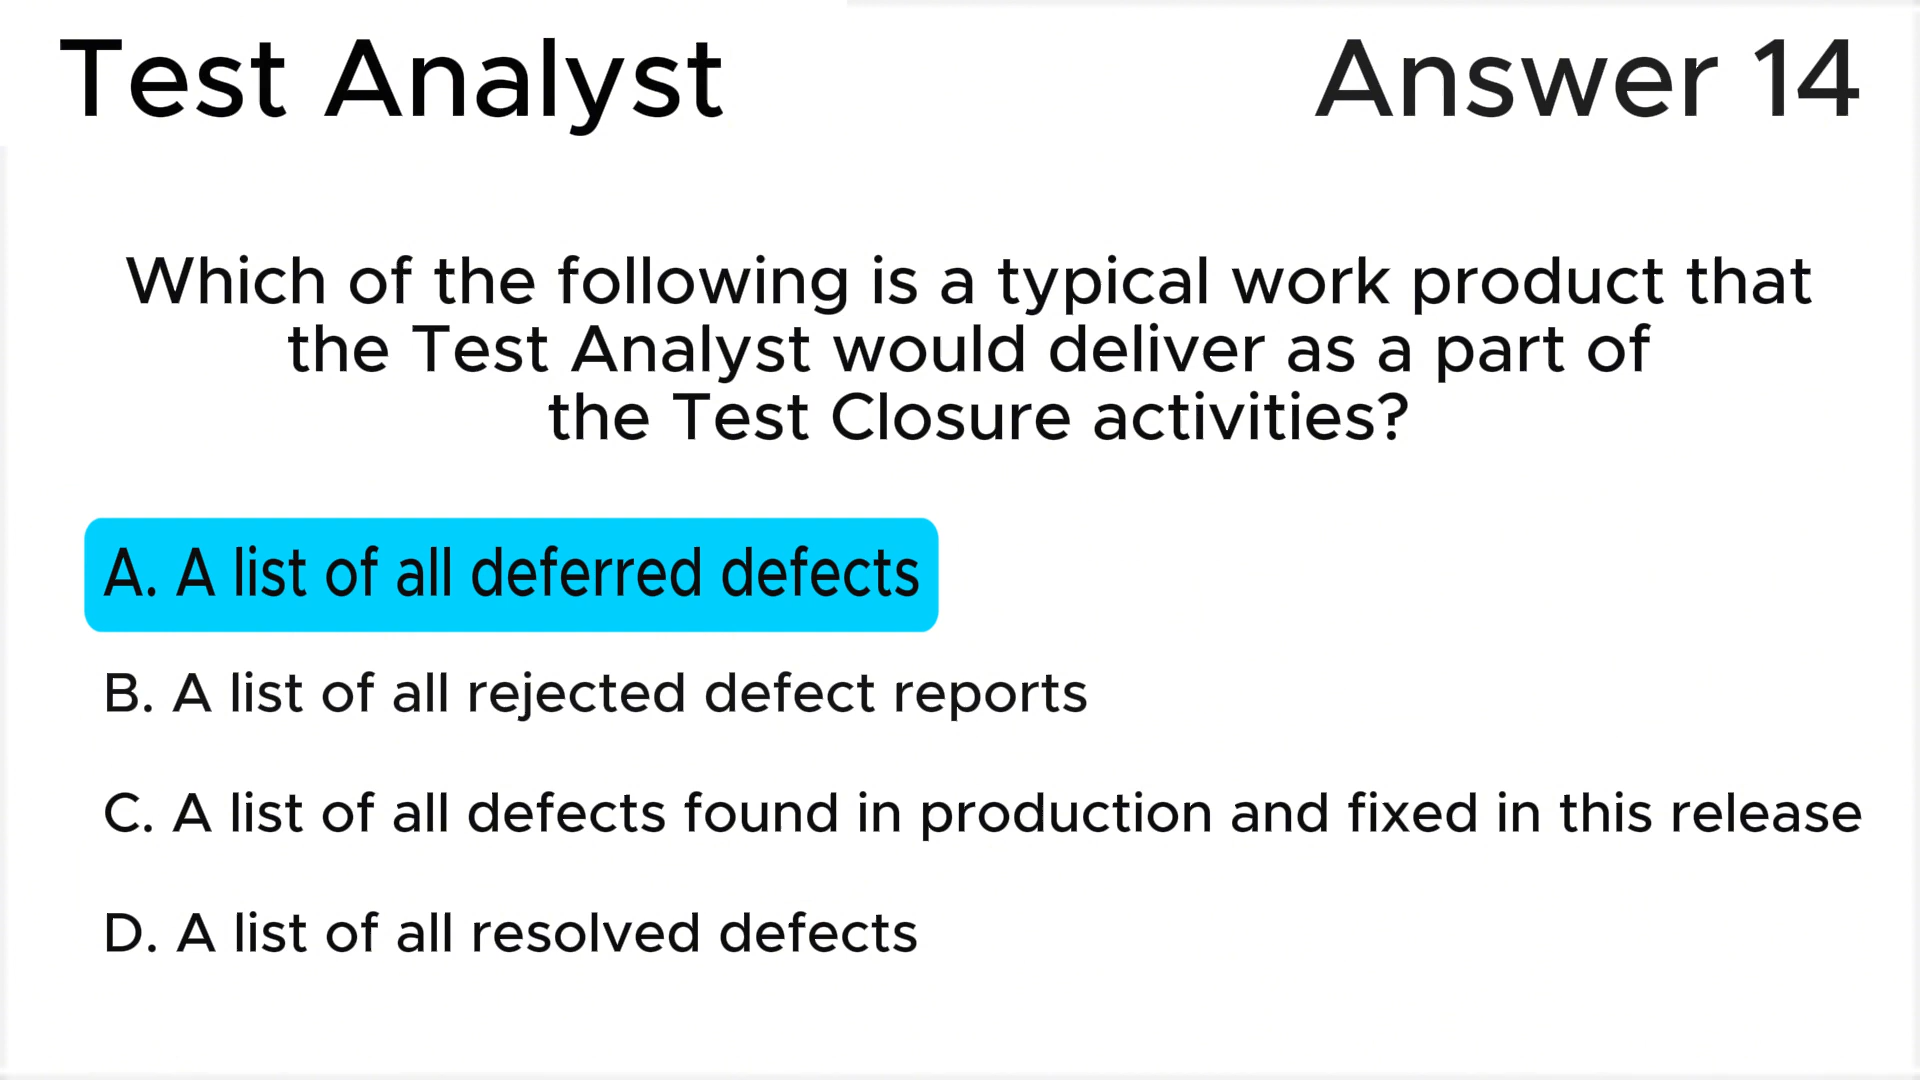 Test Analyst
Answer 14
Which of the following is a typical work product that
the Test Analyst would deliver as a part of
the Test Closure activities?
A. A list of all deferred defects
B. A list of all rejected defect reports
C. A list of all defects found in production and fixed in this release
D. A list of all resolved defects